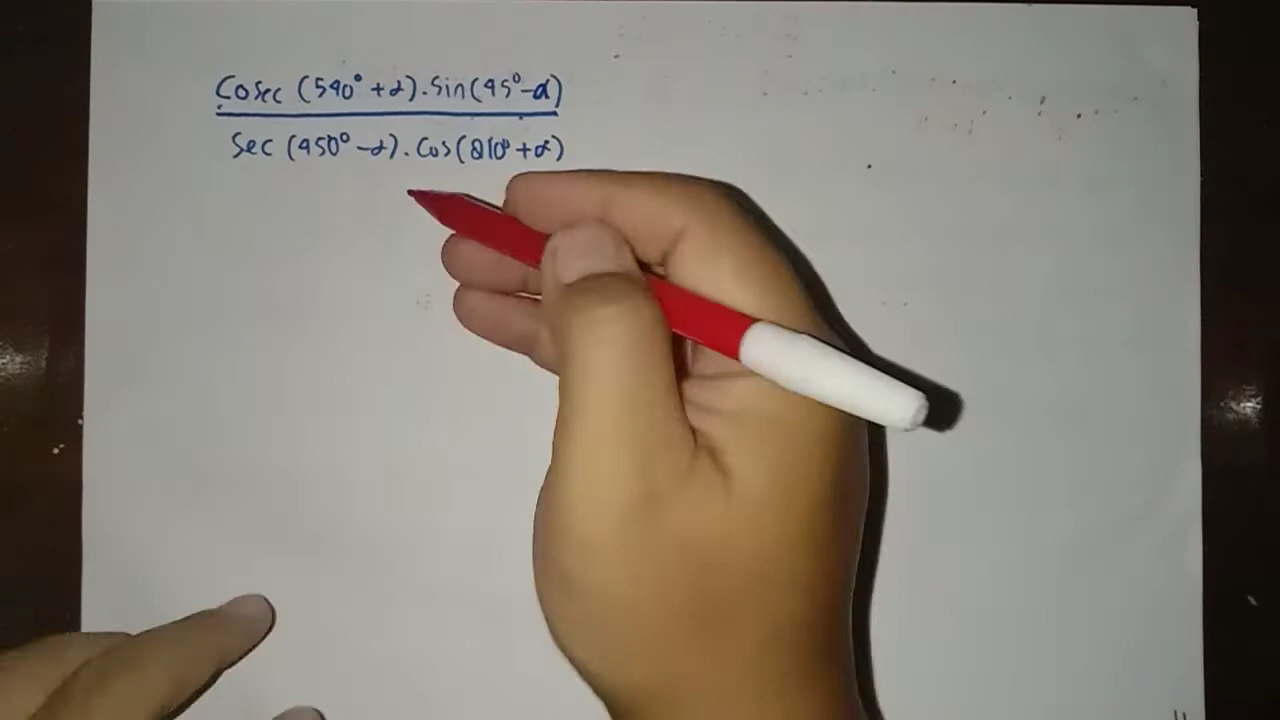 Cosec (540° + α). Sin(45° - α)
Sec (450° - α). Cos(810° + α)